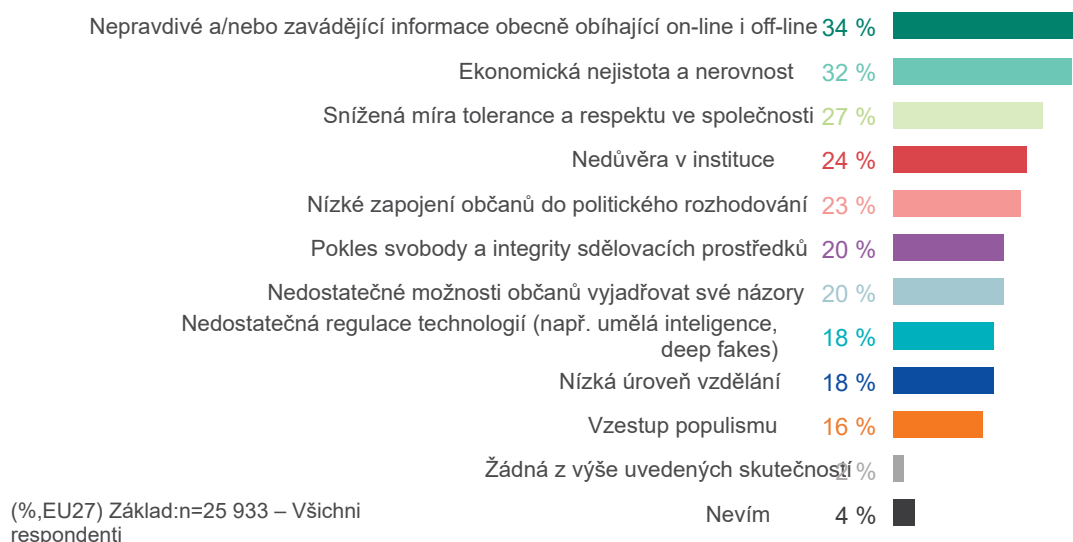 Nepravdivé a/nebo zavádějící informace obecně obíhající on-line i off-line 34 %
Ekonomická nejistota a nerovnost 32 %
Snížená míra tolerance a respektu ve společnosti 27 %
Nedůvěra v instituce 24 %
Nízké zapojení občanů do politického rozhodování 23 %
Pokles svobody a integrity sdělovacích prostředků 20 %
Nedostatečné možnosti občanů vyjadřovat své názory 20 %
Nedostatečná regulace technologií (např. umělá inteligence,
deep fakes) 18 %
Nízká úroveň vzdělání 18 %
Vzestup populismu 16 %
Žádná z výše uvedených skutečností 2 %
Nevím 4 %
(%,EU27) Základ:n=25 933 – Všichni
respondenti